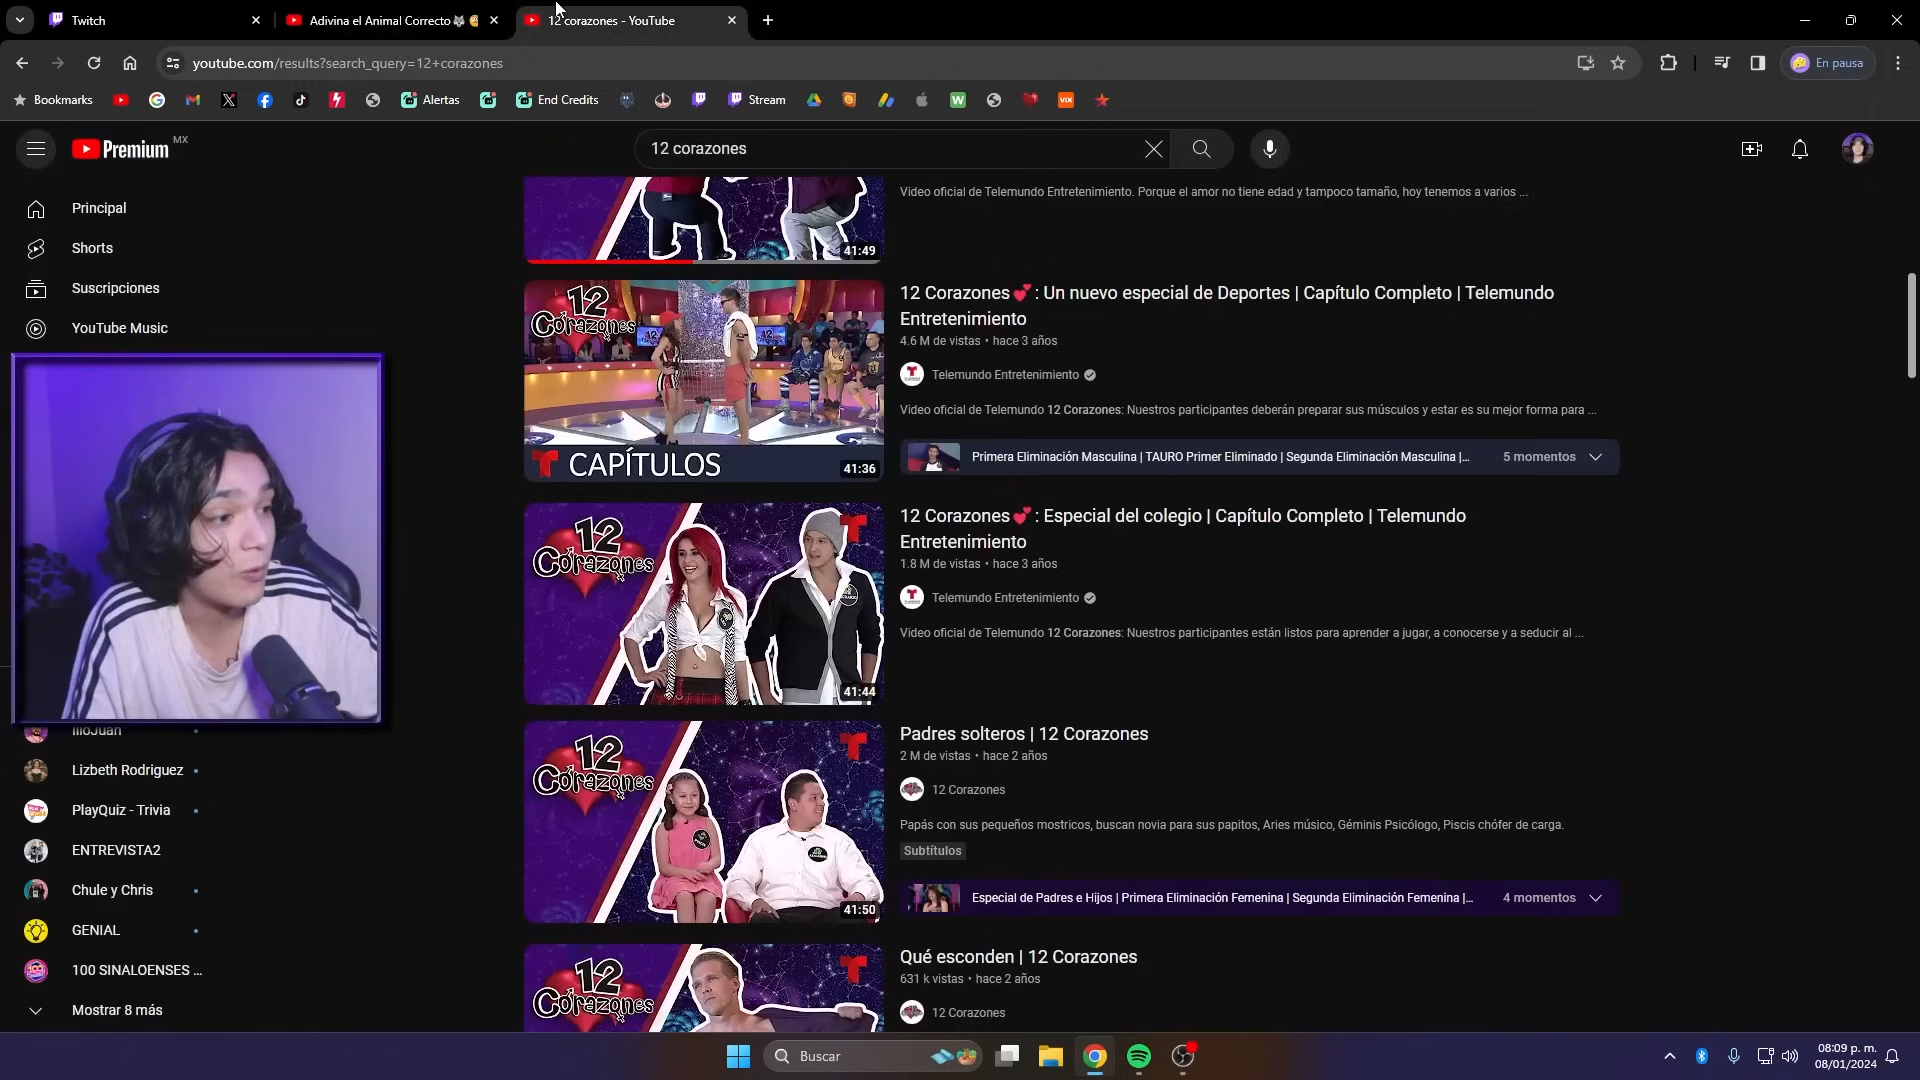 Twitch
Adivina el Animal Correcto
12 corazones - YouTube
youtube.com/results?search_query=12+corazones
En pausa
Bookmarks
Alertas
End Credits
Stream
Premium MX
12 corazones
Principal
Shorts
Suscripciones
YouTube Music
Lizbeth Rodriguez
PlayQuiz - Trivia
ENTREVISTA2
Chule y Chris
GENIAL
100 SINALOENSES ...
Mostrar 8 más
41:49
Video oficial de Telemundo Entretenimiento. Porque el amor no tiene edad y tampoco tamaño, hoy tenemos a varios ...
12
Corazones
CAPÍTULOS
41:36
12 Corazones💕: Un nuevo especial de Deportes | Capítulo Completo | Telemundo
Entretenimiento
4.6 M de vistas • hace 3 años
Telemundo Entretenimiento
Video oficial de Telemundo 12 Corazones: Nuestros participantes deberán preparar sus músculos y estar es su mejor forma para ...
Primera Eliminación Masculina | TAURO Primer Eliminado | Segunda Eliminación Masculina |...
5 momentos
12
Corazones
41:44
12 Corazones💕: Especial del colegio | Capítulo Completo | Telemundo
Entretenimiento
1.8 M de vistas • hace 3 años
Telemundo Entretenimiento
Video oficial de Telemundo 12 Corazones: Nuestros participantes están listos para aprender a jugar, a conocerse y a seducir al ...
12
Corazones
41:50
Padres solteros | 12 Corazones
2 M de vistas • hace 2 años
12 Corazones
Papás con sus pequeños mostricos, buscan novia para sus papitos, Aries músico, Géminis Psicólogo, Piscis chófer de carga.
Subtítulos
Especial de Padres e Hijos | Primera Eliminación Femenina | Segunda Eliminación Femenina |...
4 momentos
12
Corazones
Qué esconden | 12 Corazones
631 k vistas • hace 2 años
12 Corazones
Buscar
08:09 p. m.
08/01/2024